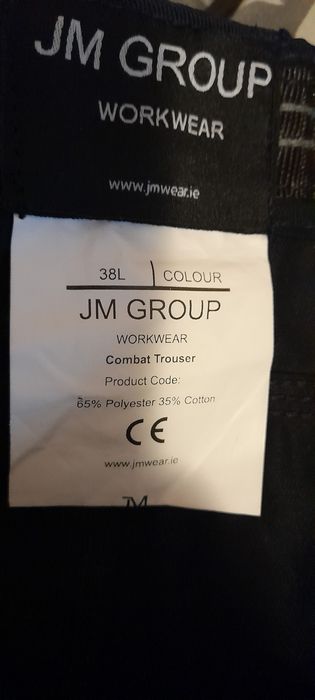 JM GROUP
WORKWEAR
www.jmwear.ie
38L | COLOUR
JM GROUP
WORKWEAR
Combat Trouser
Product Code:
65% Polyester 35% Cotton
CE
www.jmwear.ie